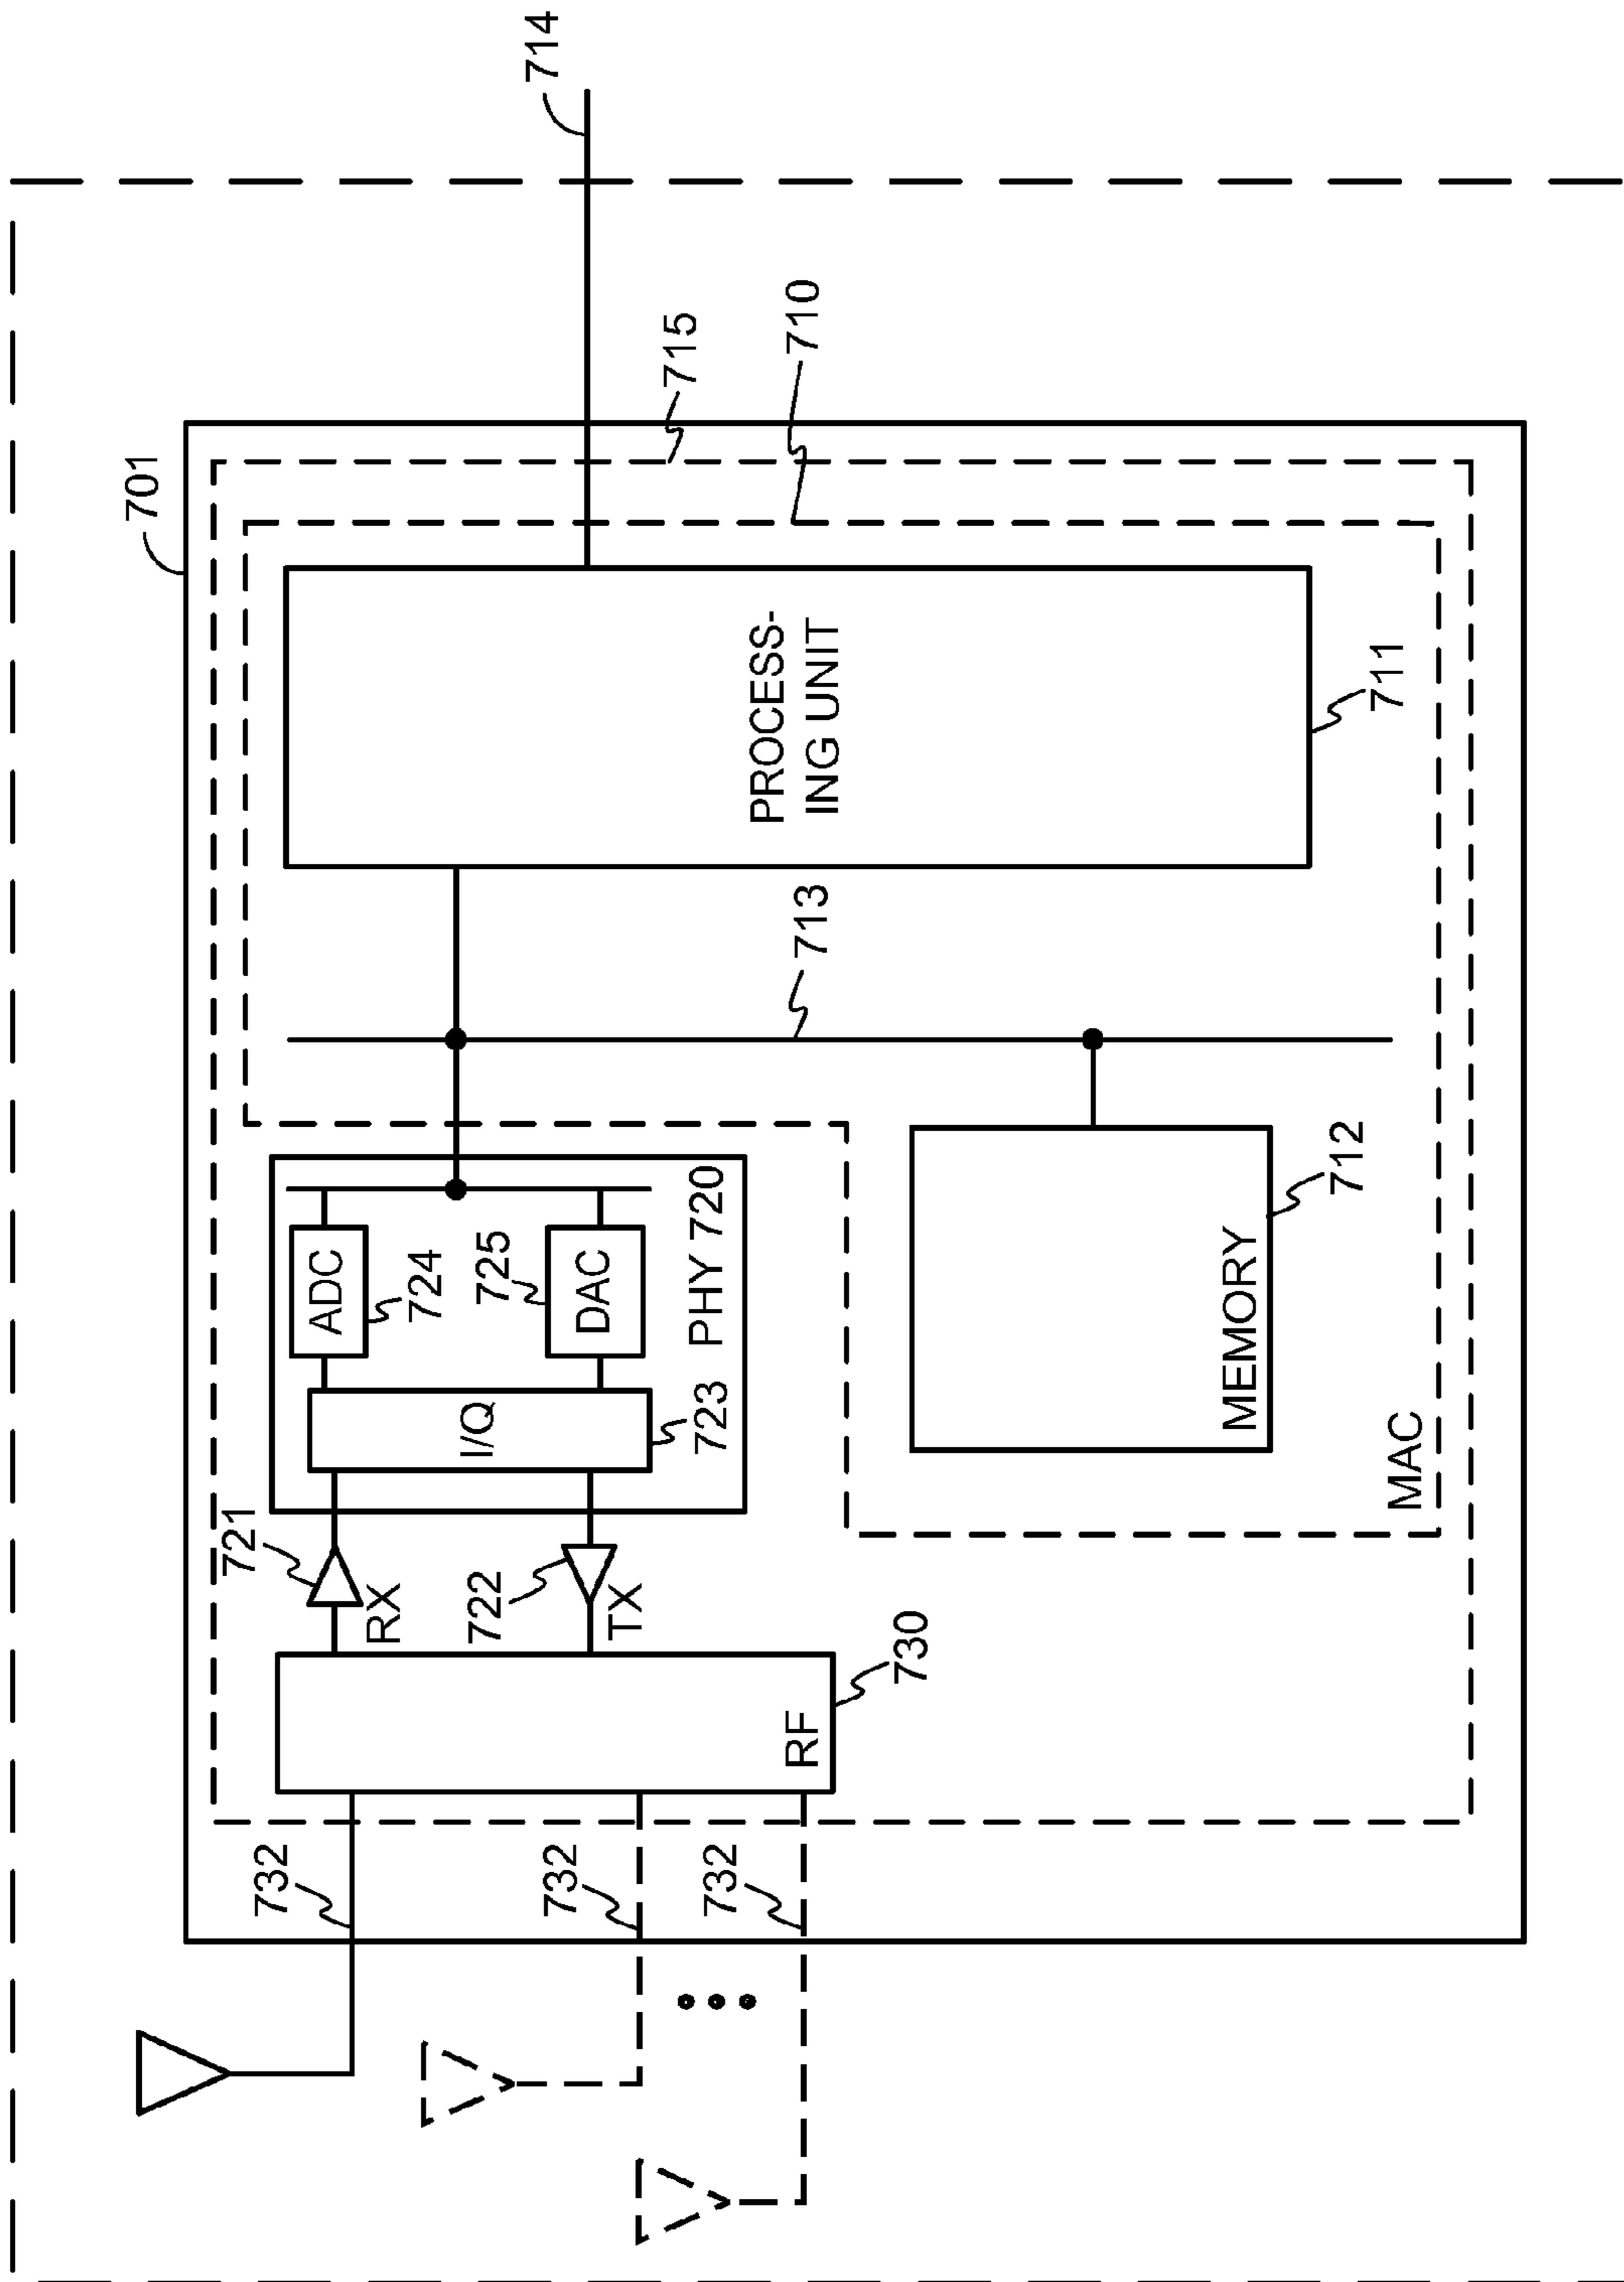 732
732
732
RF
730
721
RX
722
TX
I/Q
723
ADC
724
725
DAC
PHY 720
MAC
MEMORY
712
713
PROCESS-
ING UNIT
711
701
715
710
714